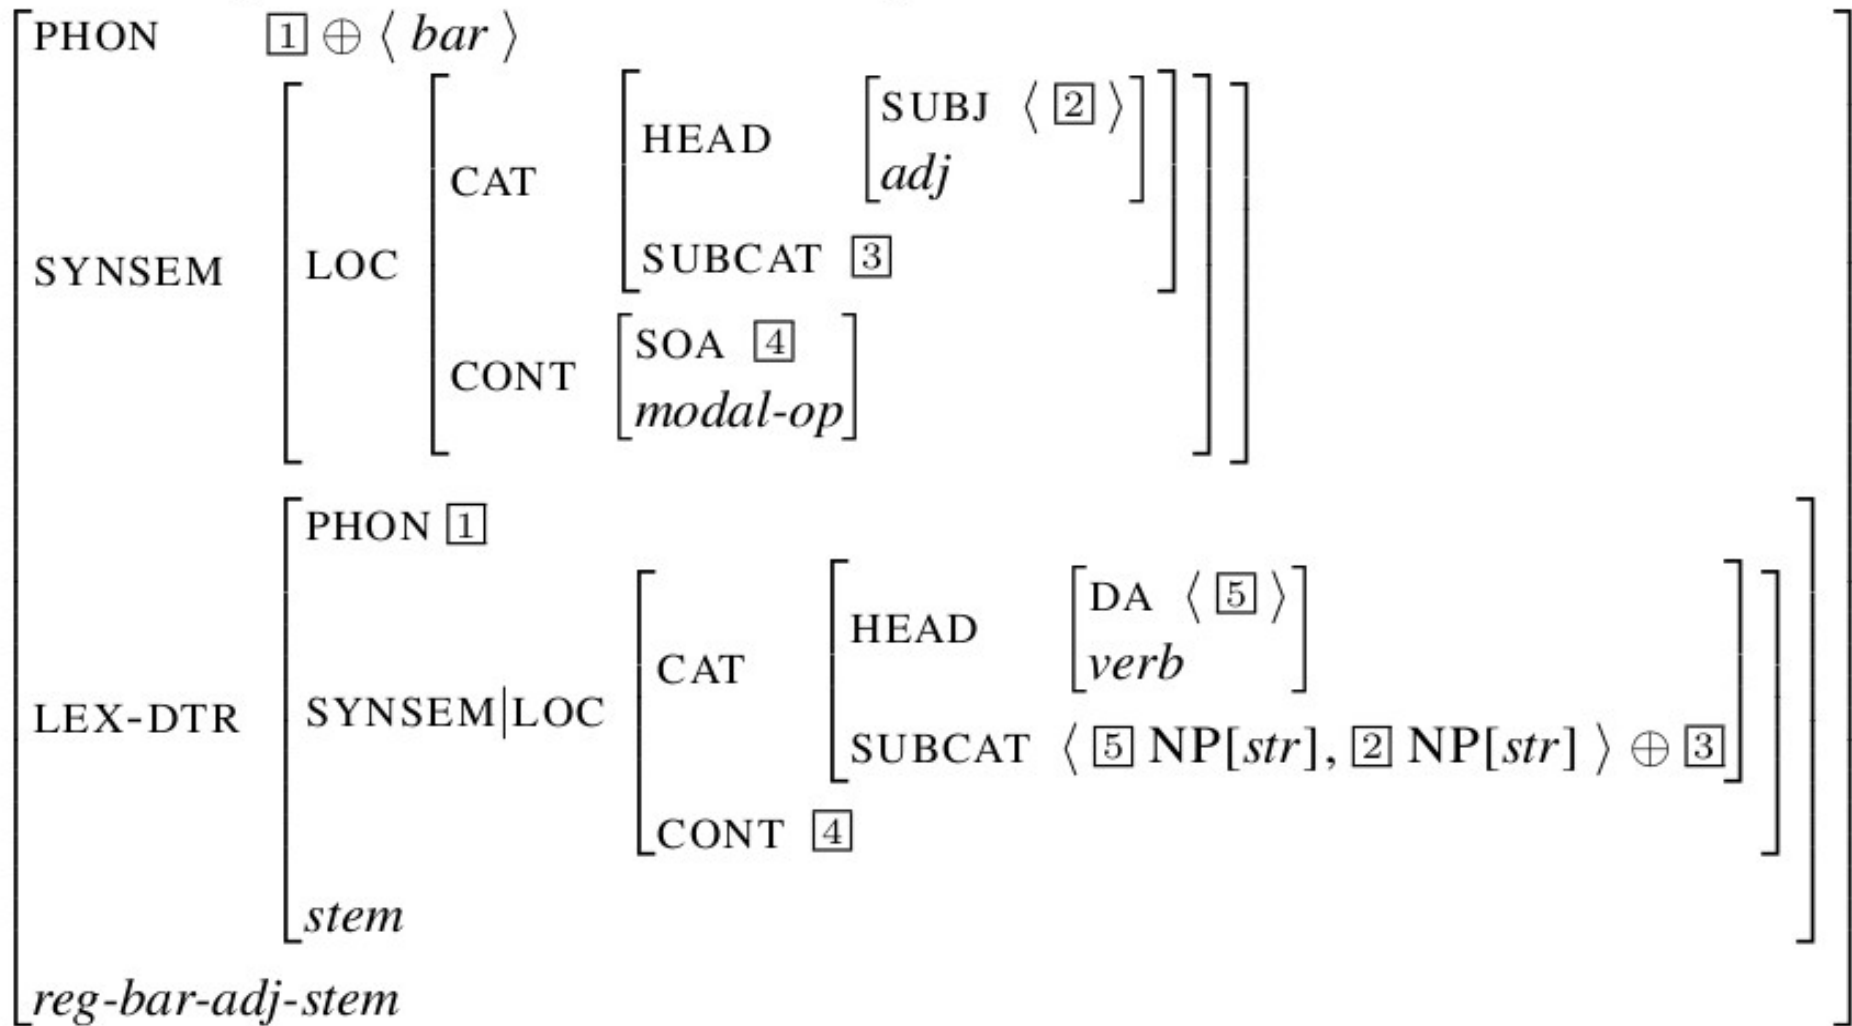 PHON 1 ⊕ ⟨ bar ⟩
SUBJ ⟨ 2 ⟩
HEAD
adj
CAT
SUBCAT 3
SYNSEM LOC
SOA 4
CONT
modal-op
PHON 1
DA ⟨ 5 ⟩
HEAD
verb
CAT
LEX-DTR SYNSEM|LOC
SUBCAT ⟨ 5 NP[str], 2 NP[str] ⟩ ⊕ 3
CONT 4
stem
reg-bar-adj-stem